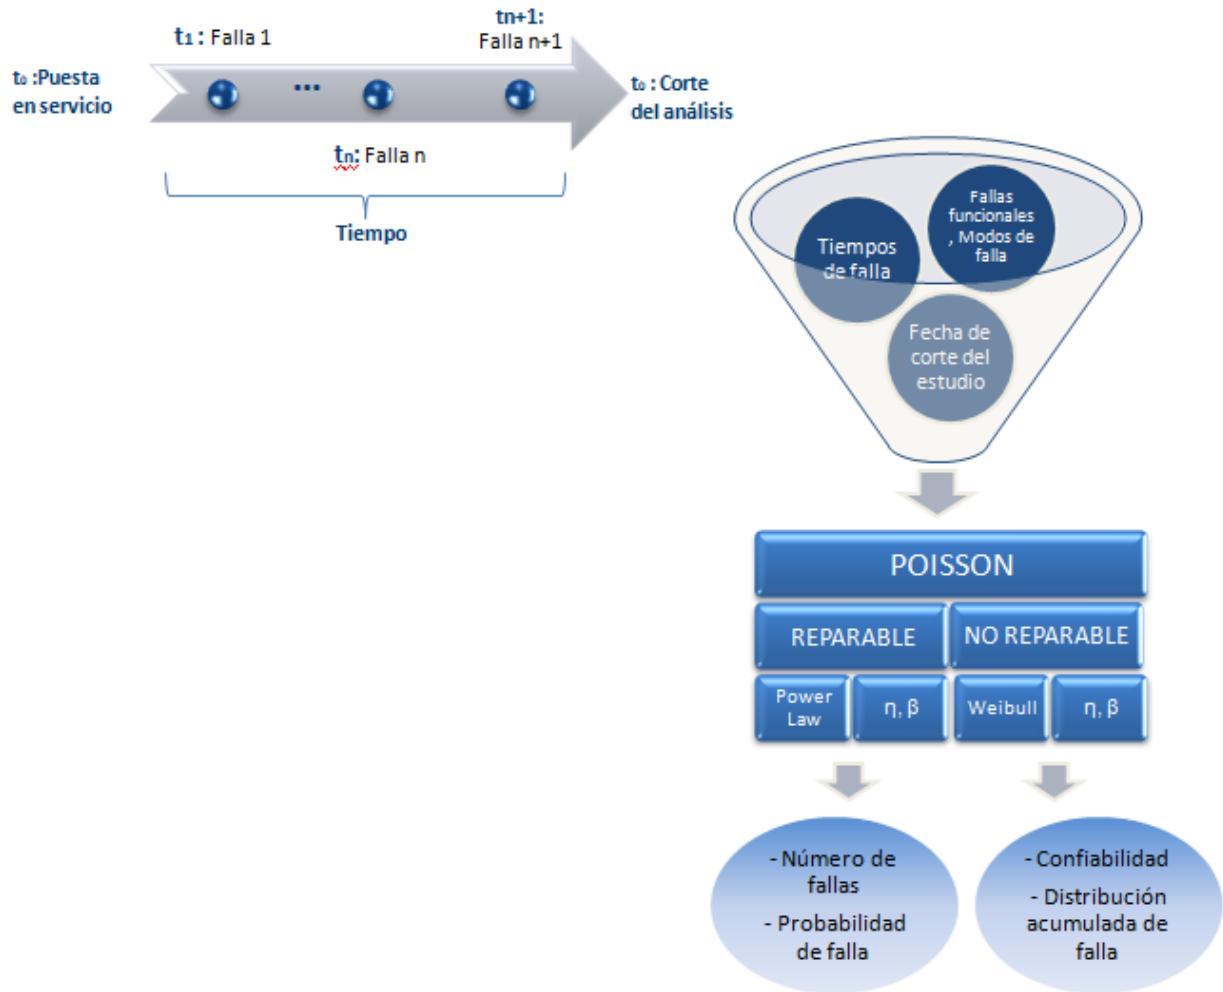 t₁: Falla 1
tn+1:
Falla n+1
t₀ :Puesta
en servicio
...
t₀ : Corte
del análisis
tn: Falla n
Tiempo
Fallas
funcionales
, Modos de
falla
Tiempos
de falla
Fecha de
corte del
estudio
POISSON
REPARABLE
NO REPARABLE
Power
Law
η, β
Weibull
η, β
- Número de
fallas
- Probabilidad
de falla
- Confiabilidad
- Distribución
acumulada de
falla